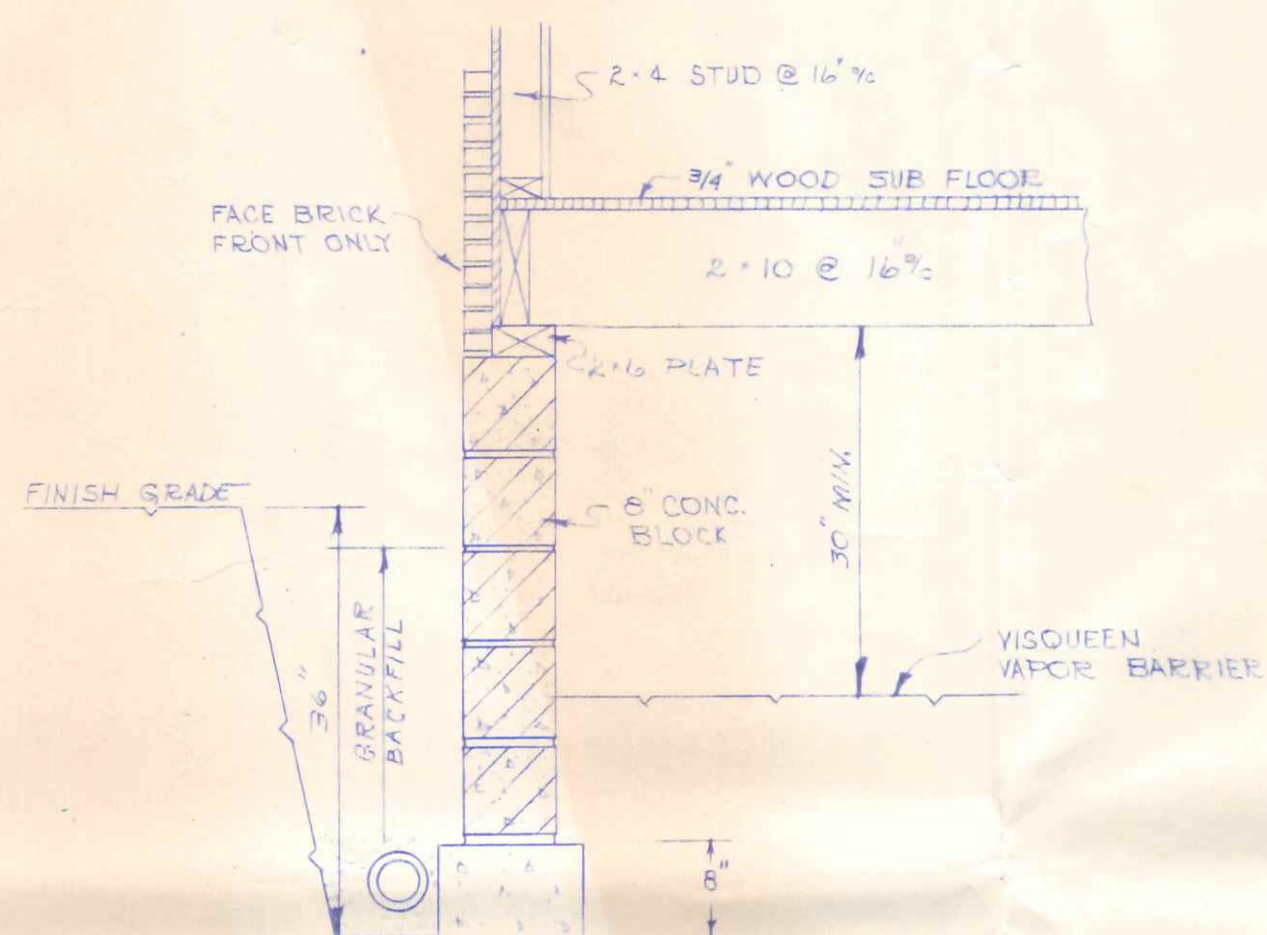 2×4 STUD @ 16" %c
3/4" WOOD SUB FLOOR
FACE BRICK
FRONT ONLY
2×10 @ 16" %c
2×6 PLATE
FINISH GRADE
8" CONC.
BLOCK
30" MIN.
36"
GRANULAR
BACKFILL
VISQUEEN
VAPOR BARRIER
8"